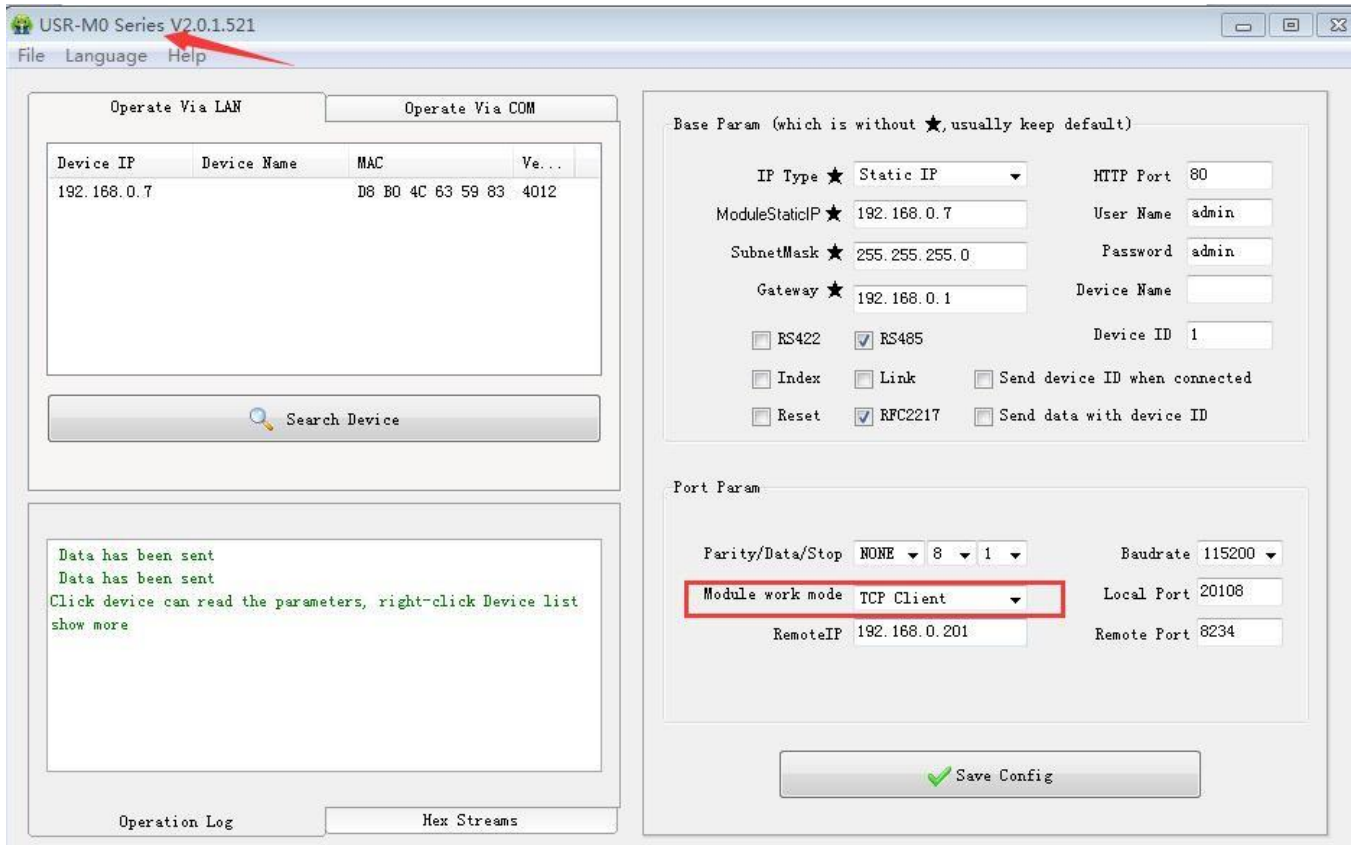 USR-M0 Series V2.0.1.521
File Language Help
Operate Via LAN
Operate Via COM
Device IP Device Name MAC Ve...
192.168.0.7 D8 B0 4C 63 59 83 4012
Search Device
Data has been sent
Data has been sent
Click device can read the parameters, right-click Device list
show more
Operation Log
Hex Streams
Base Param (which is without ★,usually keep default)
IP Type ★ Static IP
HTTP Port 80
ModuleStaticIP ★ 192.168.0.7
User Name admin
SubnetMask ★ 255.255.255.0
Password admin
Gateway ★ 192.168.0.1
Device Name
RS422 RS485
Device ID 1
Index Link Send device ID when connected
Reset RFC2217 Send data with device ID
Port Param
Parity/Data/Stop NONE 8 1
Baudrate 115200
Module work mode TCP Client
Local Port 20108
RemoteIP 192.168.0.201
Remote Port 8234
Save Config